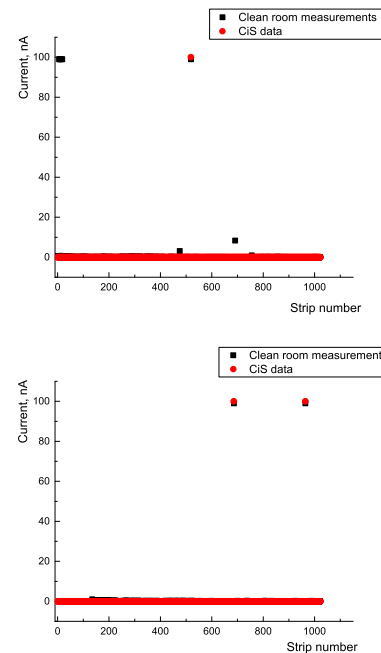 Clean room measurements
CiS data
Current, nA
100
80
60
40
20
0
0 200 400 600 800 1000
Strip number
Clean room measurement
CiS data
Current, nA
100
80
60
40
20
0
0 200 400 600 800 1000
Strip number